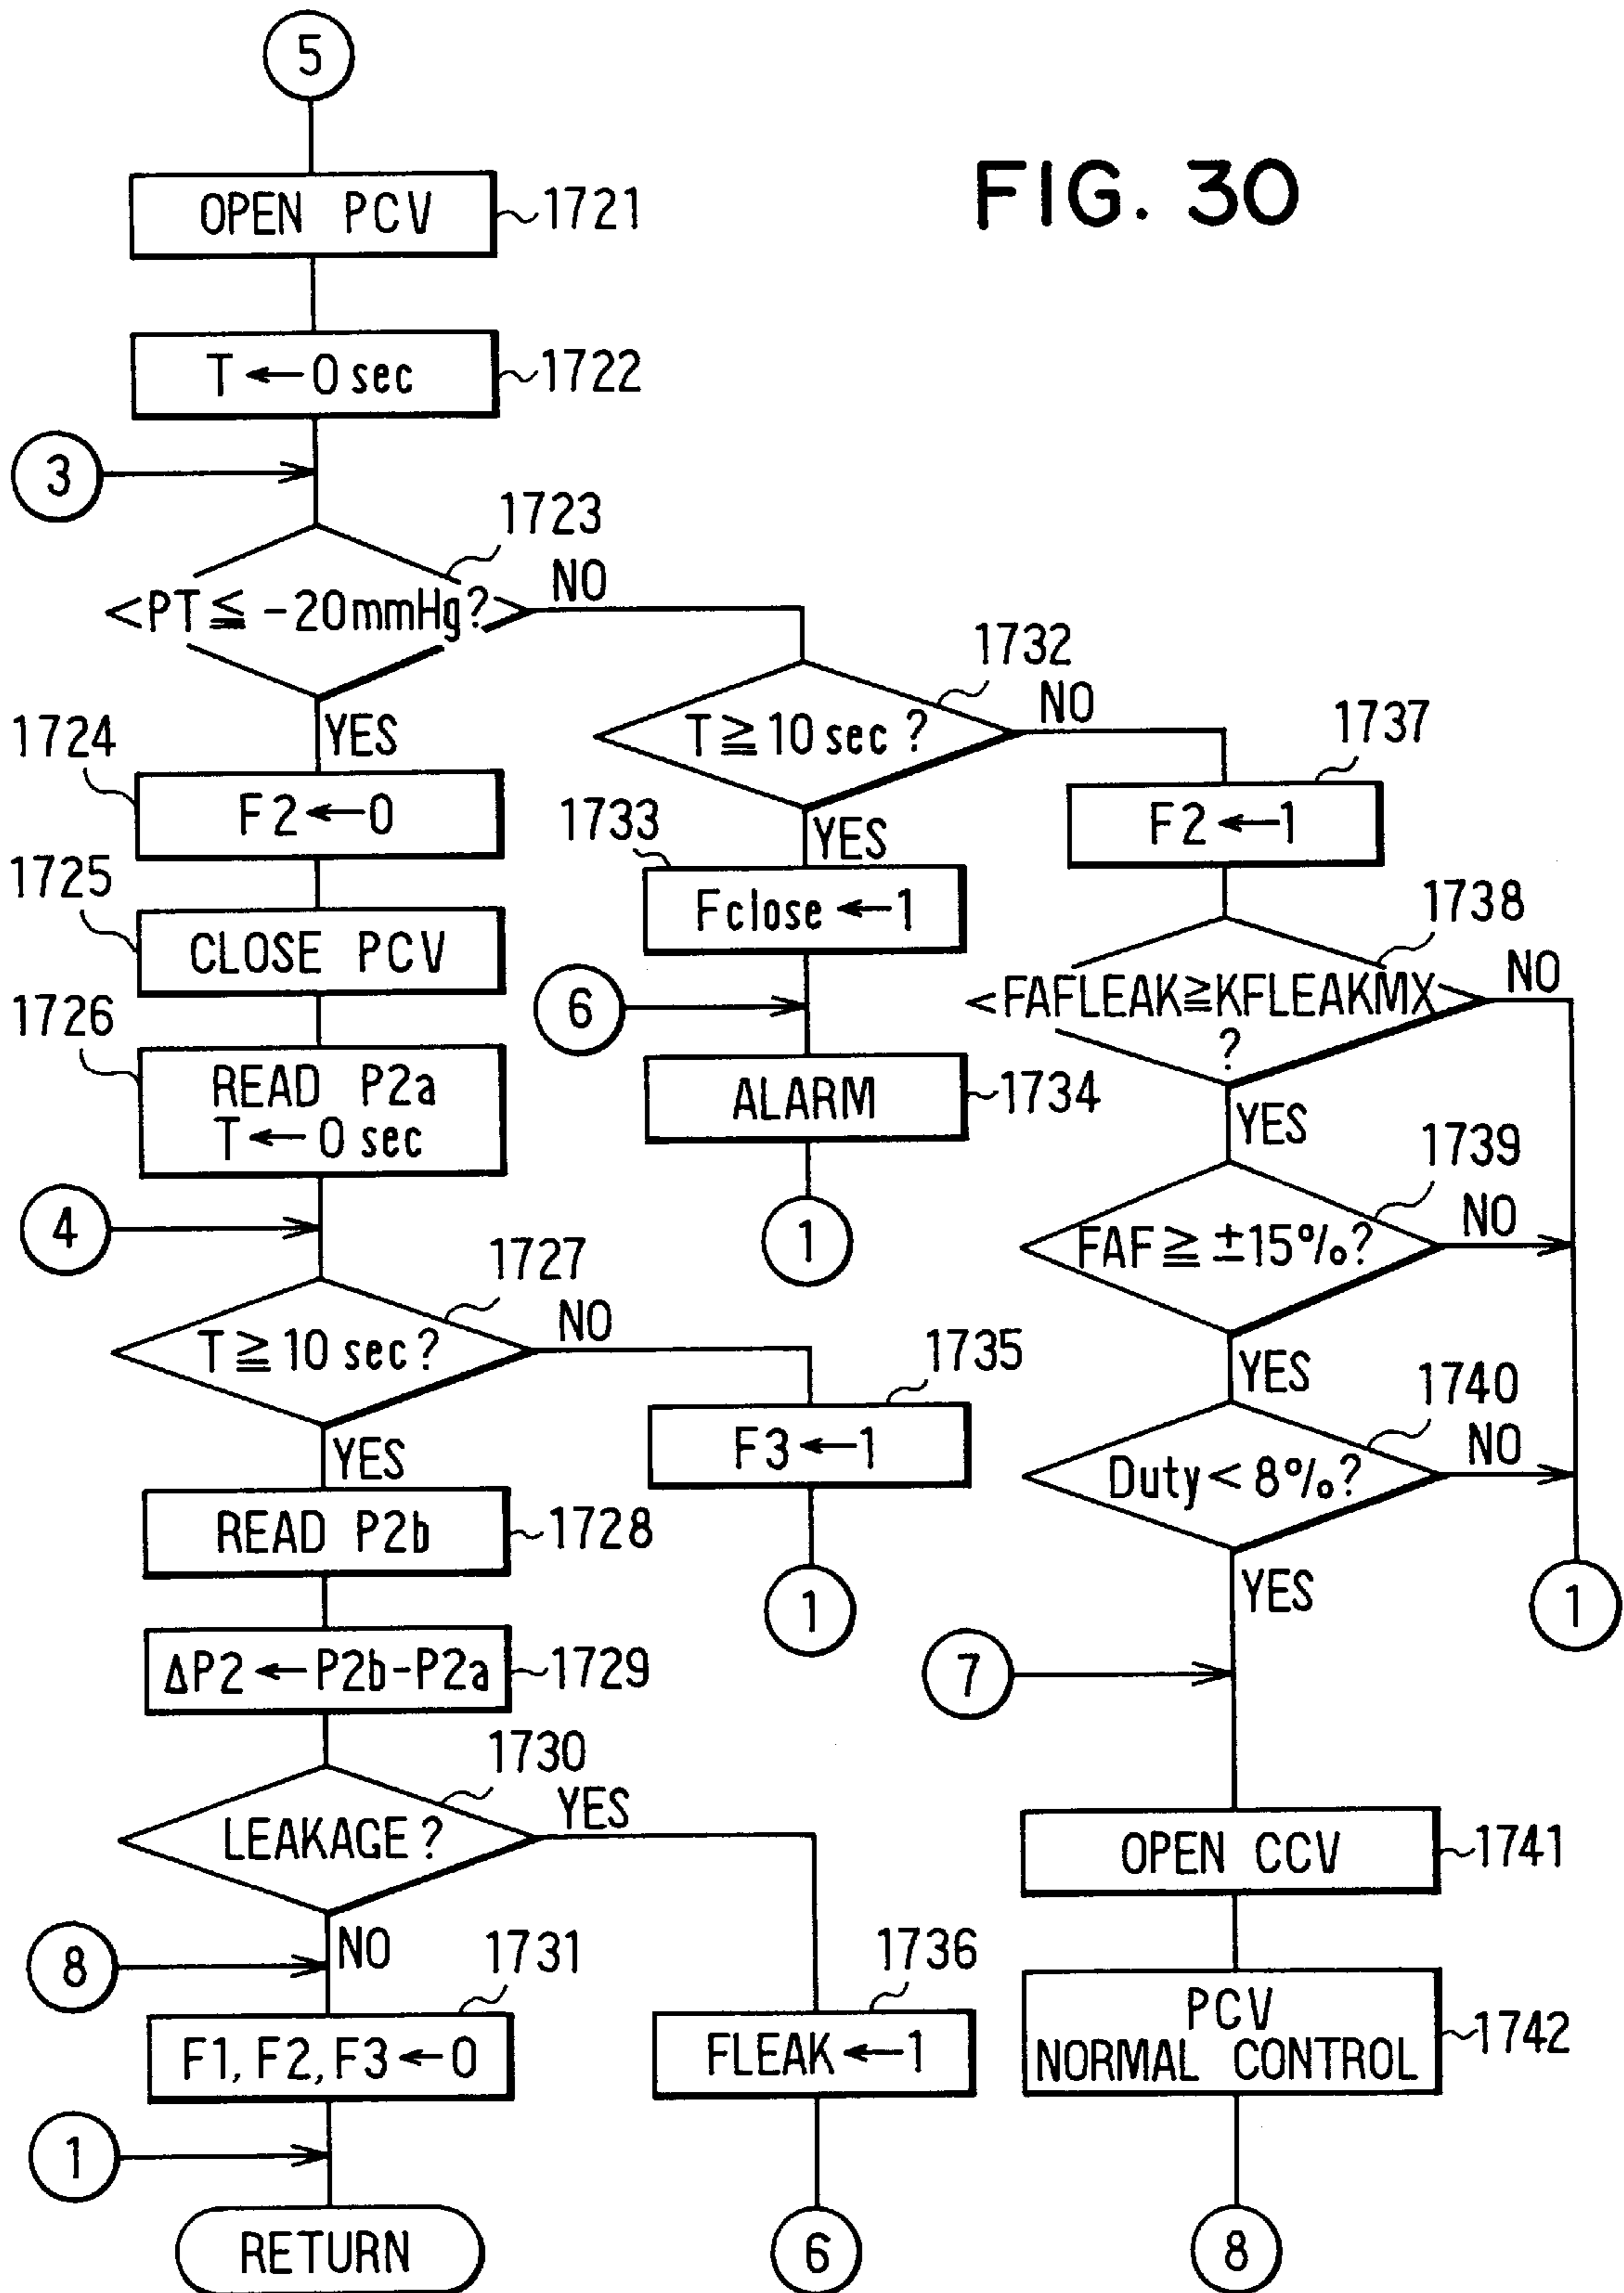 5
FIG. 30
OPEN PCV
1721
T ← 0 sec
1722
3
1723
<PT ≦ -20mmHg?>
NO
YES
1724
F2 ← 0
1725
CLOSE PCV
1726
READ P2a
T ← 0 sec
4
1727
T ≧ 10 sec ?
NO
YES
READ P2b
1728
ΔP2 ← P2b-P2a
1729
1730
LEAKAGE ?
YES
NO
8
1731
F1, F2, F3 ← 0
1
RETURN
1732
T ≧ 10 sec ?
NO
YES
1733
Fclose ← 1
6
ALARM
1734
1
1735
F3 ← 1
1
1736
FLEAK ← 1
6
1737
F2 ← 1
1738
<FAFLEAK ≧ KFLEAKMX>
?
NO
YES
1739
FAF ≧ ±15%?
NO
YES
1740
Duty < 8%?
NO
YES
1
7
OPEN CCV
1741
PCV
NORMAL CONTROL
1742
8